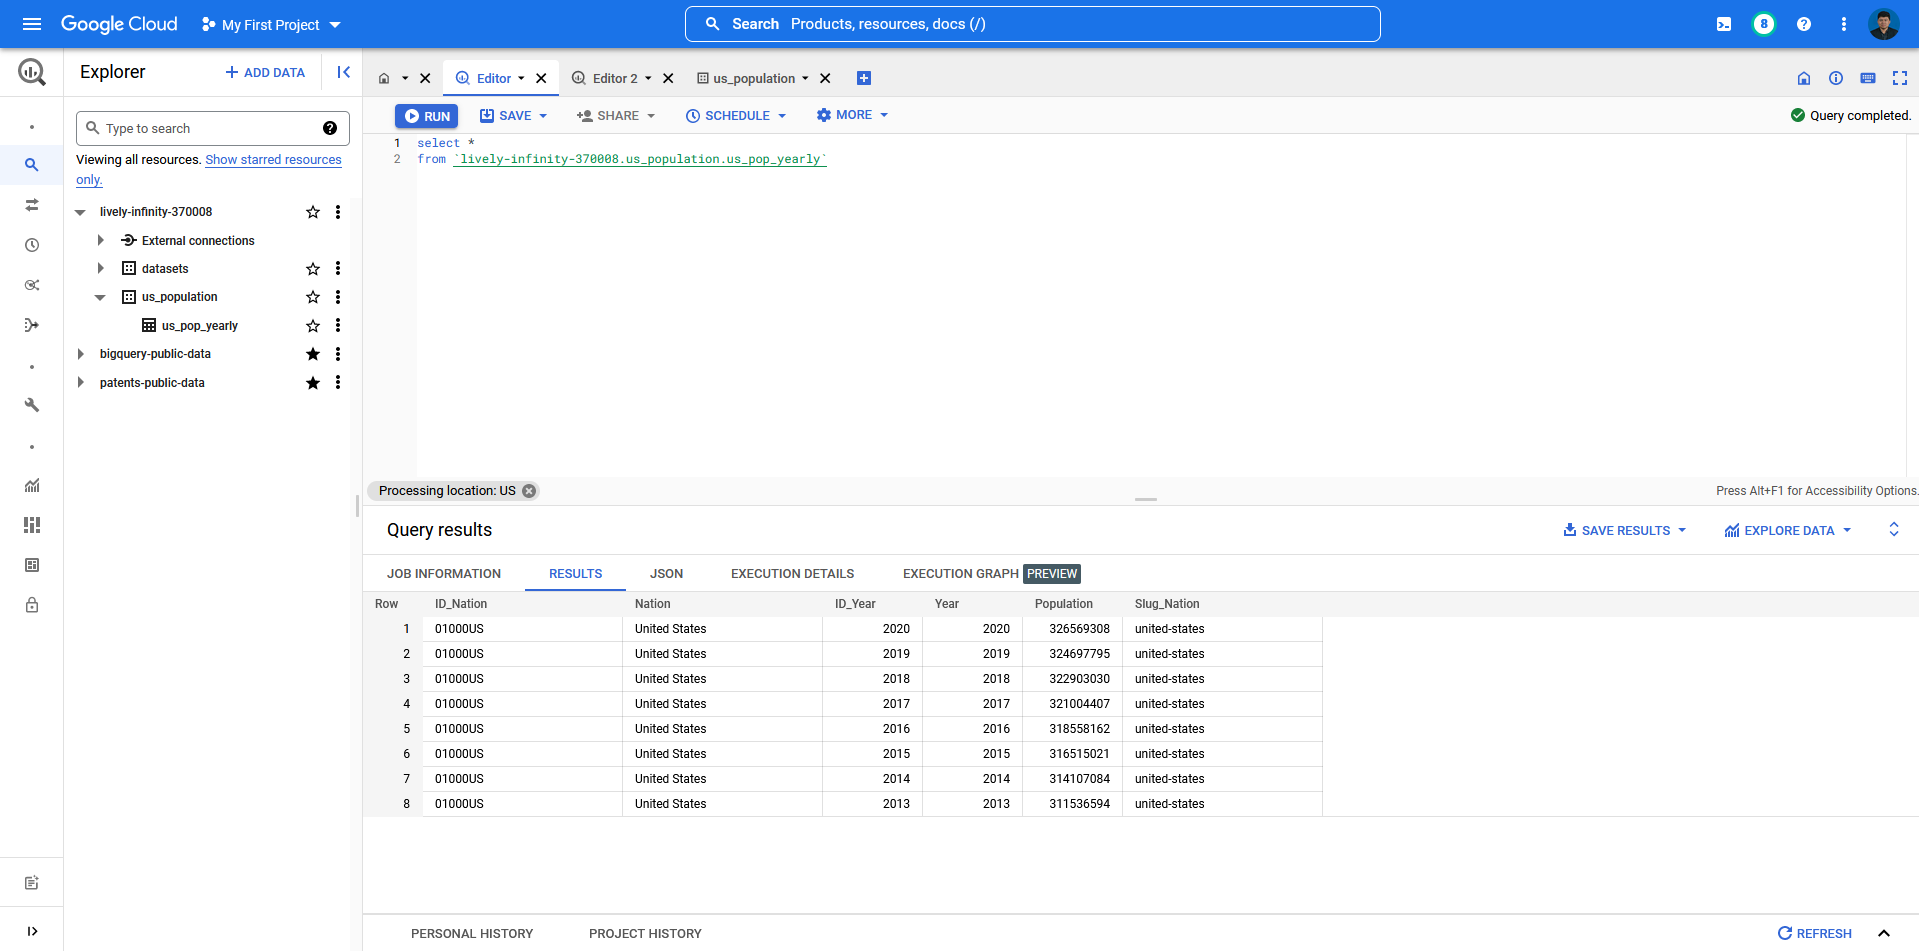 Google Cloud My First Project Search Products, resources, docs (/) 8
Explorer + ADD DATA
Editor Editor 2 us_population
RUN SAVE SHARE SCHEDULE MORE Query completed.
Type to search
Viewing all resources. Show starred resources
only.
lively-infinity-370008
External connections
datasets
us_population
us_pop_yearly
bigquery-public-data
patents-public-data
1 select *
2 from `lively-infinity-370008.us_population.us_pop_yearly`
Processing location: US Press Alt+F1 for Accessibility Options.
Query results SAVE RESULTS EXPLORE DATA
JOB INFORMATION RESULTS JSON EXECUTION DETAILS EXECUTION GRAPH PREVIEW
Row ID_Nation Nation ID_Year Year Population Slug_Nation
1 01000US United States 2020 2020 326569308 united-states
2 01000US United States 2019 2019 324697795 united-states
3 01000US United States 2018 2018 322903030 united-states
4 01000US United States 2017 2017 321004407 united-states
5 01000US United States 2016 2016 318558162 united-states
6 01000US United States 2015 2015 316515021 united-states
7 01000US United States 2014 2014 314107084 united-states
8 01000US United States 2013 2013 311536594 united-states
PERSONAL HISTORY PROJECT HISTORY REFRESH